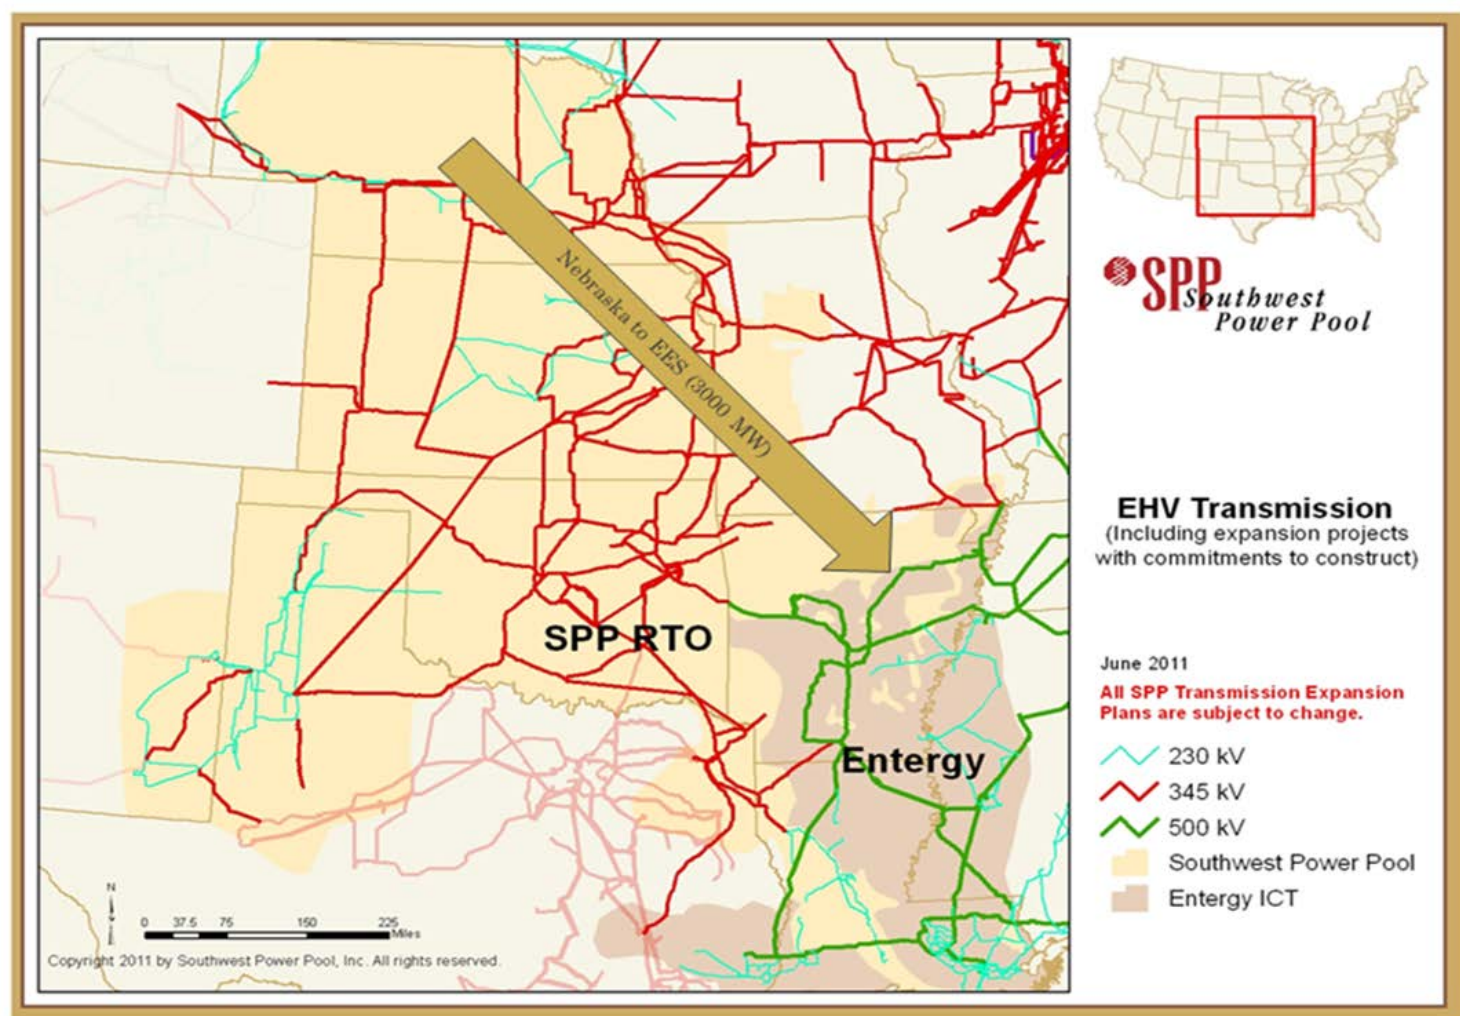 Nebraska to EES (3000 MW)
SPP RTO
Entergy
N
0 37.5 75 150 225
Miles
Copyright 2011 by Southwest Power Pool, Inc. All rights reserved.
SPP
Southwest
Power Pool
EHV Transmission
(Including expansion projects
with commitments to construct)
June 2011
All SPP Transmission Expansion
Plans are subject to change.
230 kV
345 kV
500 kV
Southwest Power Pool
Entergy ICT